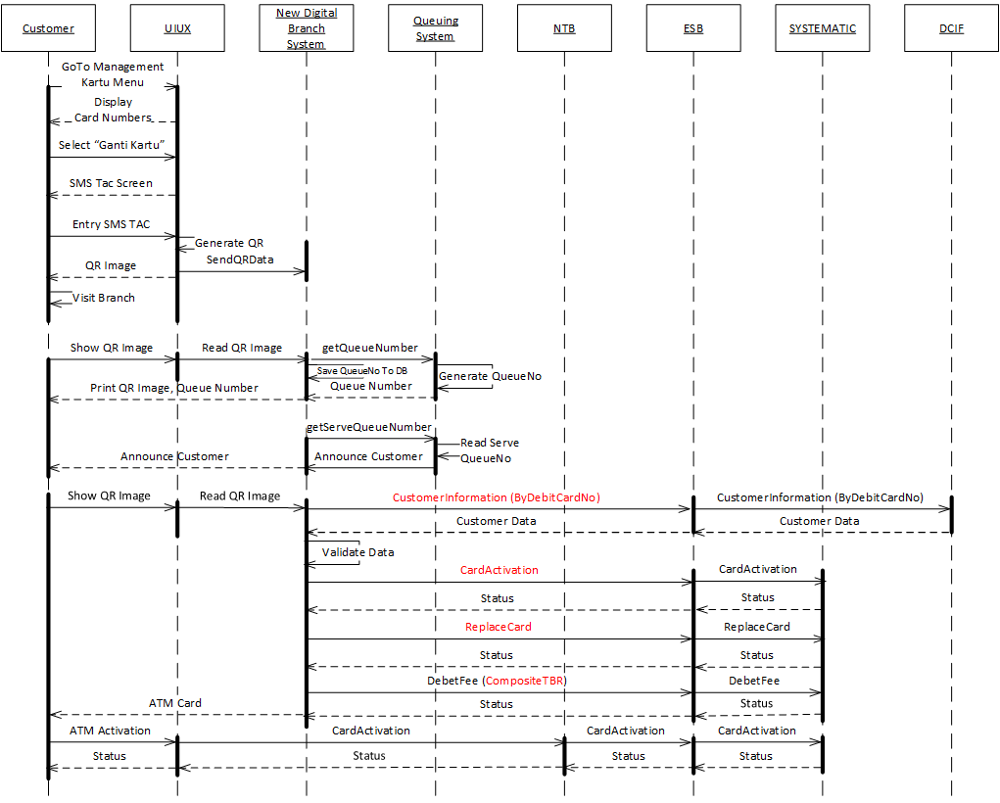 Customer
UIUX
New Digital
Branch
System
Queuing
System
NTB
ESB
SYSTEMATIC
DCIF
GoTo Management
Kartu Menu
Display
Card Numbers
Select “Ganti Kartu”
SMS Tac Screen
Entry SMS TAC
Generate QR
SendQRData
QR Image
Visit Branch
Show QR Image
Read QR Image
getQueueNumber
Save QueueNo To DB
Generate QueueNo
Queue Number
Print QR Image, Queue Number
getServeQueueNumber
Read Serve
QueueNo
Announce Customer
Announce Customer
Show QR Image
Read QR Image
CustomerInformation (ByDebitCardNo)
CustomerInformation (ByDebitCardNo)
Customer Data
Customer Data
Validate Data
CardActivation
CardActivation
Status
Status
ReplaceCard
ReplaceCard
Status
Status
DebetFee (CompositeTBR)
DebetFee
Status
Status
ATM Card
ATM Activation
CardActivation
CardActivation
CardActivation
Status
Status
Status
Status